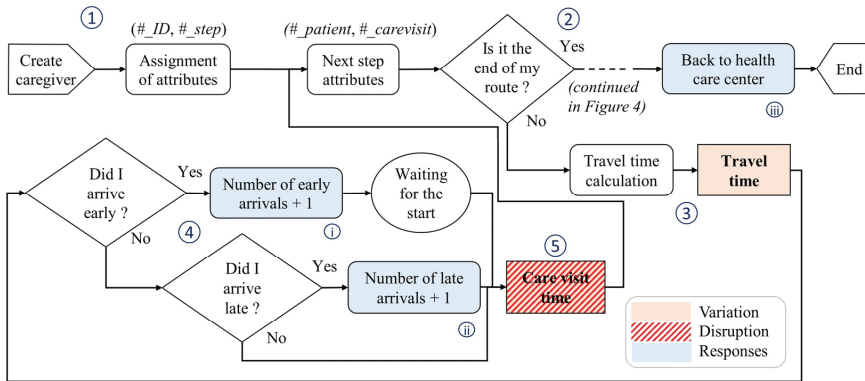 ①
(#_ID, #_step)
(#_patient, #_carevisit)
②
Create
caregiver
Assignment
of attributes
Next step
attributes
Is it the
end of my
route ?
Yes
(continued
in Figure 4)
No
Back to health
care center
iii
End
Travel time
calculation
Travel
time
③
Did I
arrive
early ?
Yes
No
④
Number of early
arrivals + 1
i
Waiting
for the
start
Did I
arrive
late ?
Yes
No
Number of late
arrivals + 1
ii
⑤
Care visit
time
Variation
Disruption
Responses